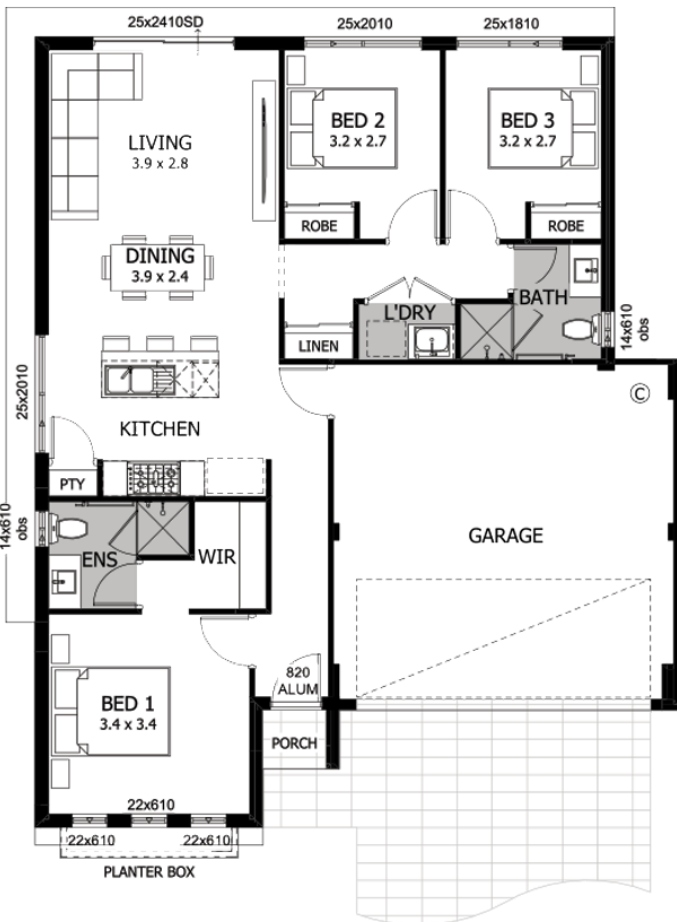 25x2410SD
25x2010
25x1810
BED 2
3.2 x 2.7
BED 3
3.2 x 2.7
LIVING
3.9 x 2.8
ROBE
ROBE
DINING
3.9 x 2.4
BATH
L'DRY
LINEN
14x610
obs
25x2010
©
KITCHEN
PTY
14x610
obs
GARAGE
ENS
WIR
820
ALUM
BED 1
3.4 x 3.4
PORCH
22x610
22x610
22x610
PLANTER BOX